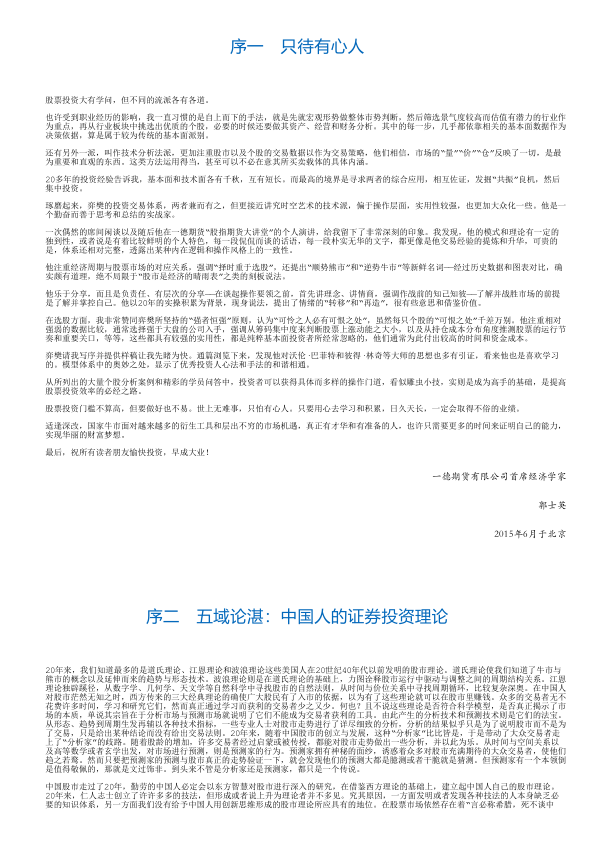 序一　只待有心人
股票投资大有学问，但不同的流派各有各道。
也许受到职业经历的影响，我一直习惯的是自上而下的手法，就是先就宏观形势做整体市势判断，然后筛选景气度较高而估值有潜力的行业作
为重点，再从行业板块中挑选出优质的个股，必要的时候还要做其资产、经营和财务分析。其中的每一步，几乎都依靠相关的基本面数据作为
决策依据，算是属于较为传统的基本面派别。
还有另外一派，叫作技术分析法派，更加注重股市以及个股的交易数据以作为交易策略，他们相信，市场的“量”“价”“仓”反映了一切，是最
为重要和直观的东西。这类方法运用得当，甚至可以不必在意其所买卖载体的具体内涵。
20多年的投资经验告诉我，基本面和技术面各有千秋，互有短长。而最高的境界是寻求两者的综合应用，相互佐证，发掘“共振”良机，然后
集中投资。
琢磨起来，弈樊的投资交易体系，两者兼而有之，但更接近讲究时空艺术的技术派，偏于操作层面，实用性较强，也更加大众化一些。他是一
个勤奋而善于思考和总结的实战家。
一次偶然的席间闲谈以及随后他在一德期货“股指期货大讲堂”的个人演讲，给我留下了非常深刻的印象。我发现，他的模式和理论有一定的
独到性，或者说是有着比较鲜明的个人特色，每一段侃侃而谈的话语，每一段朴实无华的文字，都更像是他交易经验的提炼和升华，可贵的
是，体系还相对完整，透露出某种内在逻辑和操作风格上的一致性。
他注重经济周期与股票市场的对应关系，强调“择时重于选股”，还提出“顺势熊市”和“逆势牛市”等新鲜名词——经过历史数据和图表对比，确
实颇有道理，绝不局限于“股市是经济的晴雨表”之类的刻板说法。
他乐于分享，而且是负责任、有层次的分享——在谈起操作要领之前，首先讲理念、讲情商。强调作战前的知己知彼——了解并战胜市场的前提
是了解并掌控自己。他以20年的实操积累为背景，现身说法，提出了情绪的“转移”和“再造”，很有些意思和借鉴价值。
在选股方面，我非常赞同弈樊所坚持的“强者恒强”原则，认为“可怜之人必有可恨之处”，虽然每只个股的“可恨之处”千差万别。他注重相对
强弱的数据比较，通常选择强于大盘的公司入手，强调从筹码集中度来判断股票上涨动能之大小，以及从持仓成本分布角度推测股票的运行节
奏和重要关口，等等，这些都具有较强的实用性，都是纯粹基本面投资者所经常忽略的，他们通常为此付出较高的时间和资金成本。
弈樊请我写序并提供样稿让我先睹为快。通篇浏览下来，发现他对沃伦·巴菲特和彼得·林奇等大师的思想也多有引证，看来他也是喜欢学习
的。模型体系中的奥妙之处，显示了优秀投资人心法和手法的和谐相通。
从所列出的大量个股分析案例和精彩的学员问答中，投资者可以获得具体而多样的操作门道，看似雕虫小技，实则是成为高手的基础，是提高
股票投资效率的必经之路。
股票投资门槛不算高，但要做好也不易。世上无难事，只怕有心人。只要用心去学习和积累，日久天长，一定会取得不俗的业绩。
适逢深改，国家牛市面对越来越多的衍生工具和层出不穷的市场机遇，真正有才华和有准备的人，也许只需要更多的时间来证明自己的能力，
实现华丽的财富梦想。
最后，祝所有读者朋友愉快投资，早成大业！
一德期货有限公司首席经济学家
郭士英
2015年6月于北京
序二　五域论湛：中国人的证券投资理论
20年来，我们知道最多的是道氏理论、江恩理论和波浪理论这些美国人在20世纪40年代以前发明的股市理论。道氏理论使我们知道了牛市与
熊市的概念以及延伸而来的趋势与形态技术。波浪理论则是在道氏理论的基础上，力图诠释股市运行中驱动与调整之间的周期结构关系。江恩
理论独辟蹊径，从数字学、几何学、天文学等自然科学中寻找股市的自然法则，从时间与价位关系中寻找周期循环，比较复杂深奥。在中国人
对股市茫然无知之时，西方传来的三大经典理论的确使广大股民有了入市的依据，以为有了这些理论就可以在股市里赚钱。众多的交易者无不
花费许多时间，学习和研究它们，然而真正通过学习而获利的交易者少之又少。何也？且不说这些理论是否符合科学模型，是否真正揭示了市
场的本质，单说其宗旨在于分析市场与预测市场就说明了它们不能成为交易者获利的工具。由此产生的分析技术和预测技术则是它们的法宝。
从形态、趋势到周期生发再辅以各种技术指标，一些专业人士对股市走势进行了详尽细致的分析，分析的结果似乎只是为了说明股市而不是为
了交易，只是给出某种结论而没有给出交易法则。20年来，随着中国股市的创立与发展，这种“分析家”比比皆是，于是带动了大众交易者走
上了“分析家”的歧路。随着股龄的增加，许多交易者经过启蒙或被传授，都能对股市走势做出一些分析，并以此为乐。从时间与空间关系以
及高等数学或者玄学出发，对市场进行预测，是预测家的行为。预测家拥有神秘的面纱，诱惑着众多对股市充满期待的大众交易者，使他们
趋之若鹜。然而只要把预测家的预测与股市真正的走势验证一下，就会发现他们的预测大都是臆测或者干脆就是猜测。但预测家有一个本领倒
是值得敬佩的，那就是文过饰非。到头来不管是分析家还是预测家，都只是一个传说。
中国股市走过了20年，勤劳的中国人必定会以东方智慧对股市进行深入的研究。在借鉴西方理论的基础上，建立起中国人自己的股市理论。
20年来，仁人志士创立了许许多多的技法，但形成或者说上升为理论者并不多见。究其原因，一方面发明或者发现各种技法的人本身缺乏必
要的知识体系，另一方面我们没有给予中国人用创新思维形成的股市理论所应具有的地位。在股票市场依然存在着“言必称希腊，死不谈中